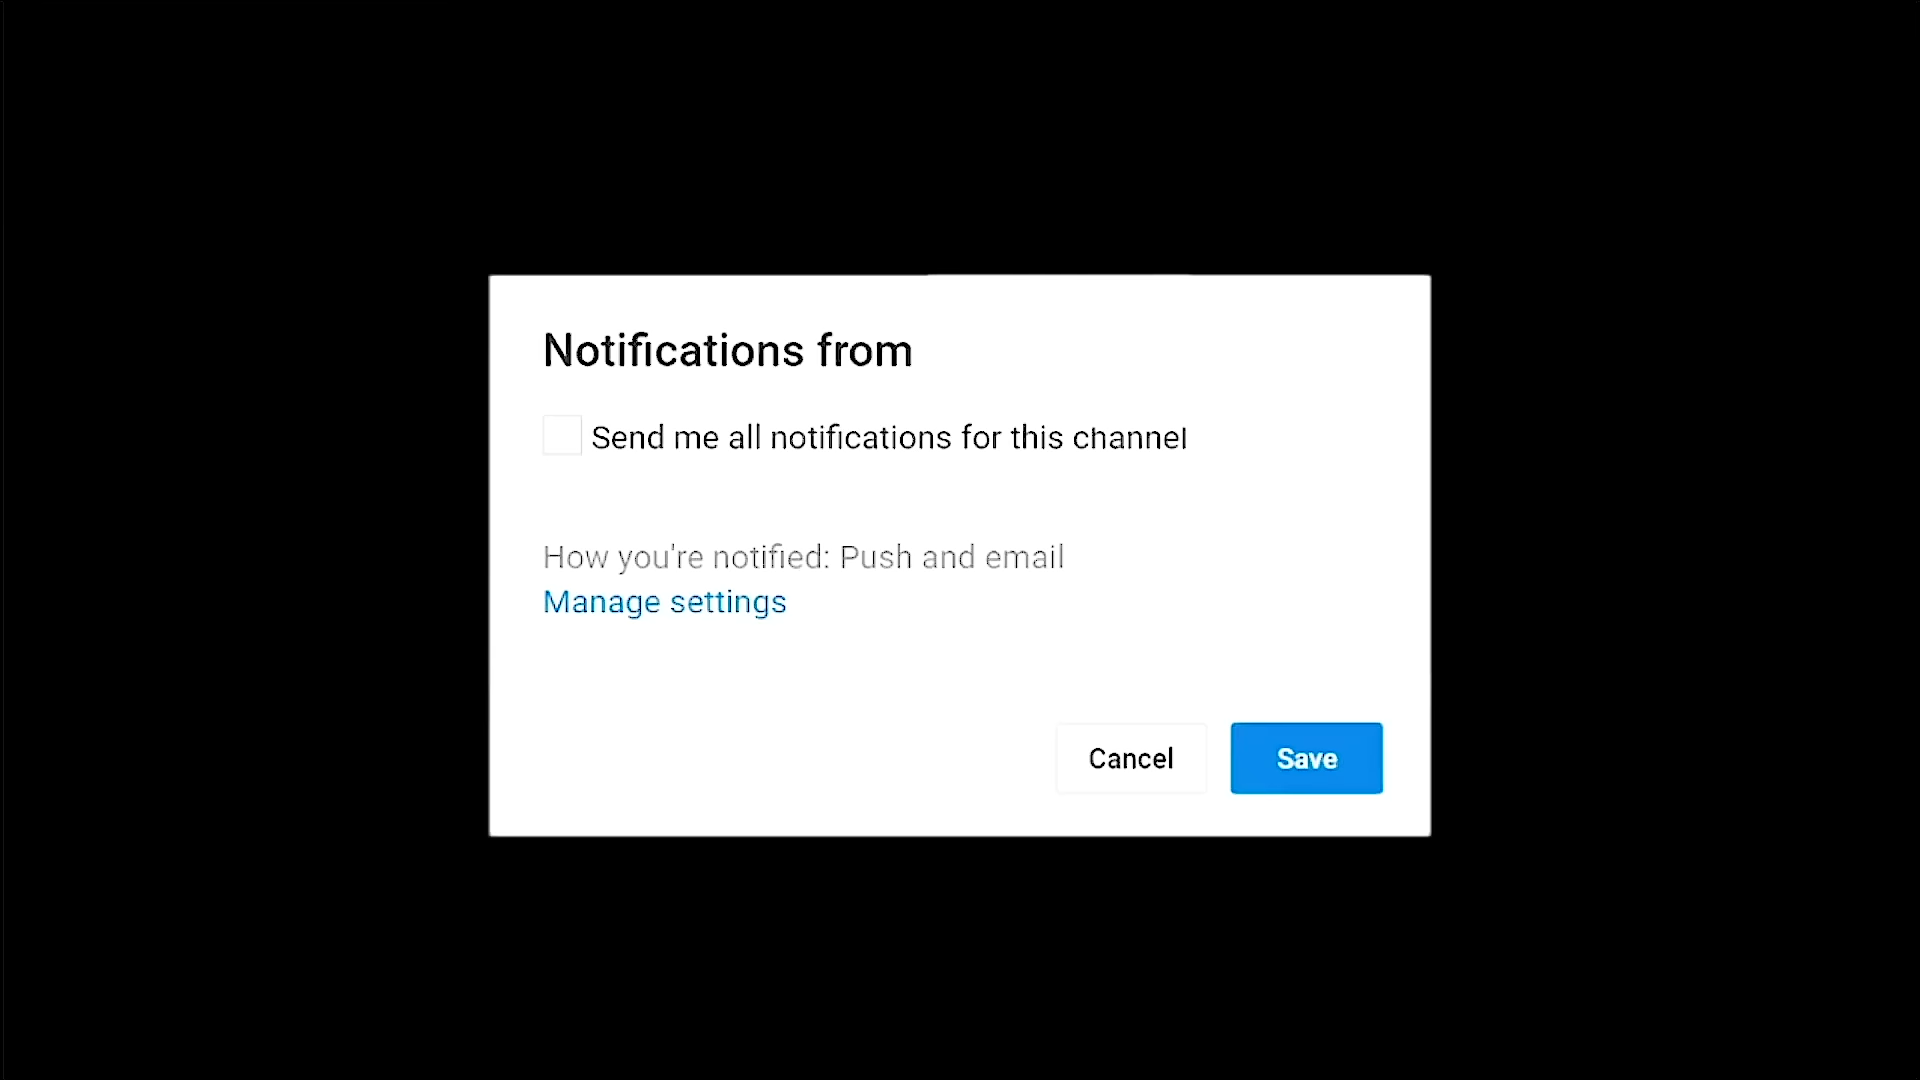 Notifications from
Send me all notifications for this channel
How you're notified: Push and email
Manage settings
Cancel
Save